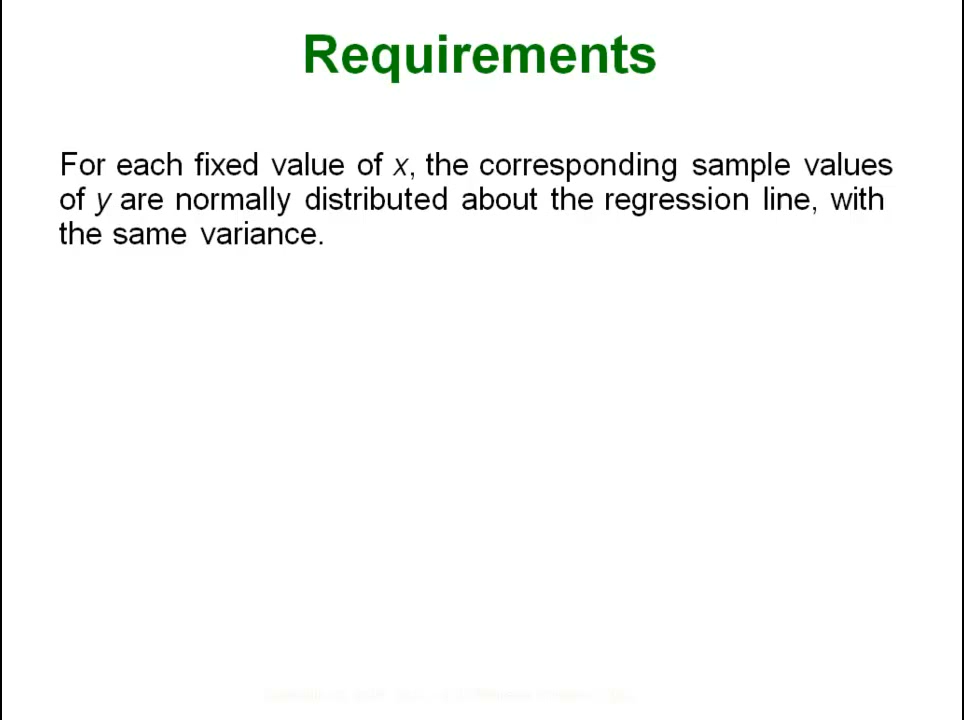 Requirements
For each fixed value of x, the corresponding sample values
of y are normally distributed about the regression line, with
the same variance.